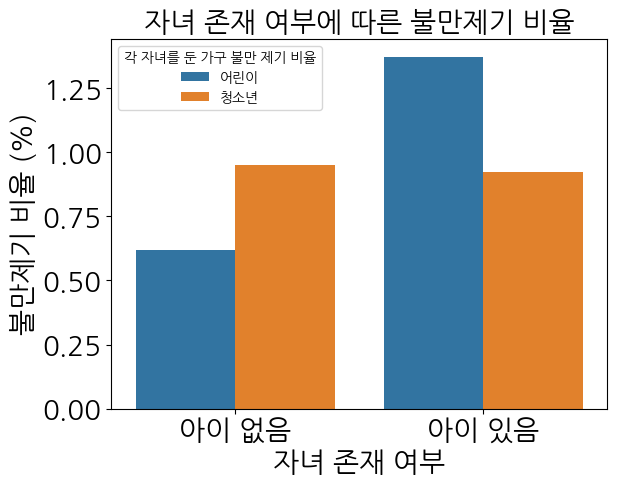 자녀 존재 여부에 따른 불만제기 비율
각 자녀를 둔 가구 불만 제기 비율
어린이
청소년
불만제기 비율 (%)
1.25
1.00
0.75
0.50
0.25
0.00
아이 없음
아이 있음
자녀 존재 여부